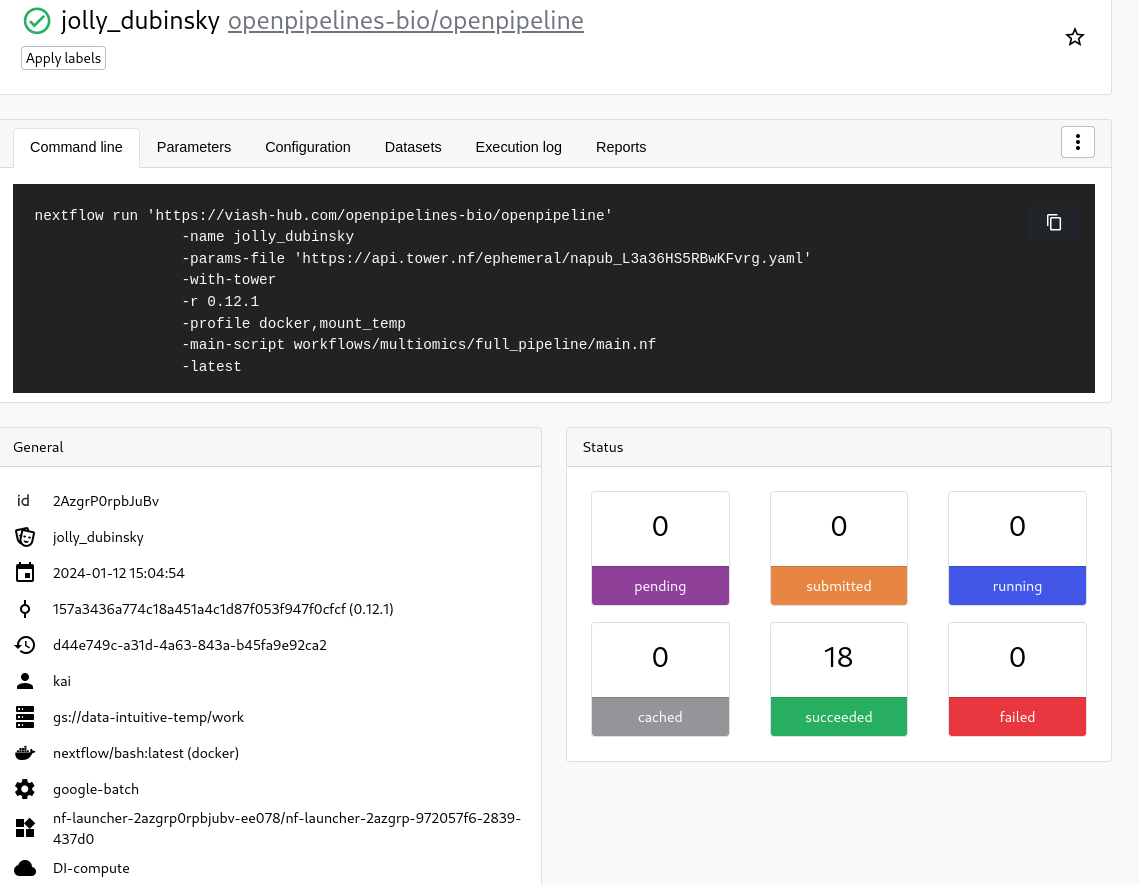 jolly_dubinsky openpipelines-bio/openpipeline
Apply labels
Command line Parameters Configuration Datasets Execution log Reports
nextflow run 'https://viash-hub.com/openpipelines-bio/openpipeline'
-name jolly_dubinsky
-params-file 'https://api.tower.nf/ephemeral/napub_L3a36HS5RBwKFvrg.yaml'
-with-tower
-r 0.12.1
-profile docker,mount_temp
-main-script workflows/multiomics/full_pipeline/main.nf
-latest
General
id 2AzgrP0rpbJuBv
jolly_dubinsky
2024-01-12 15:04:54
157a3436a774c18a451a4c1d87f053f947f0cfcf (0.12.1)
d44e749c-a31d-4a63-843a-b45fa9e92ca2
kai
gs://data-intuitive-temp/work
nextflow/bash:latest (docker)
google-batch
nf-launcher-2azgrp0rpbjubv-ee078/nf-launcher-2azgrp-972057f6-2839-
437d0
DI-compute
Status
0 0 0
pending submitted running
0 18 0
cached succeeded failed